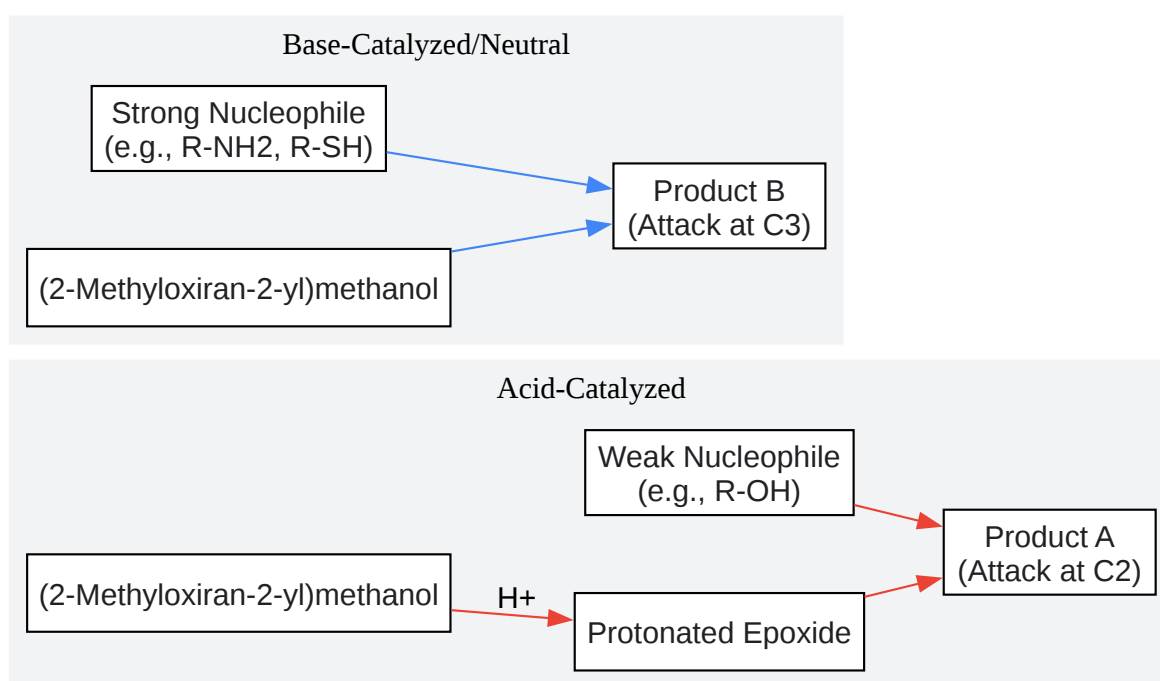 Base-Catalyzed/Neutral
Strong Nucleophile
(e.g., R-NH2, R-SH)
Product B
(Attack at C3)
(2-Methyloxiran-2-yl)methanol
Acid-Catalyzed
Weak Nucleophile
(e.g., R-OH)
Product A
(Attack at C2)
(2-Methyloxiran-2-yl)methanol
H+
Protonated Epoxide